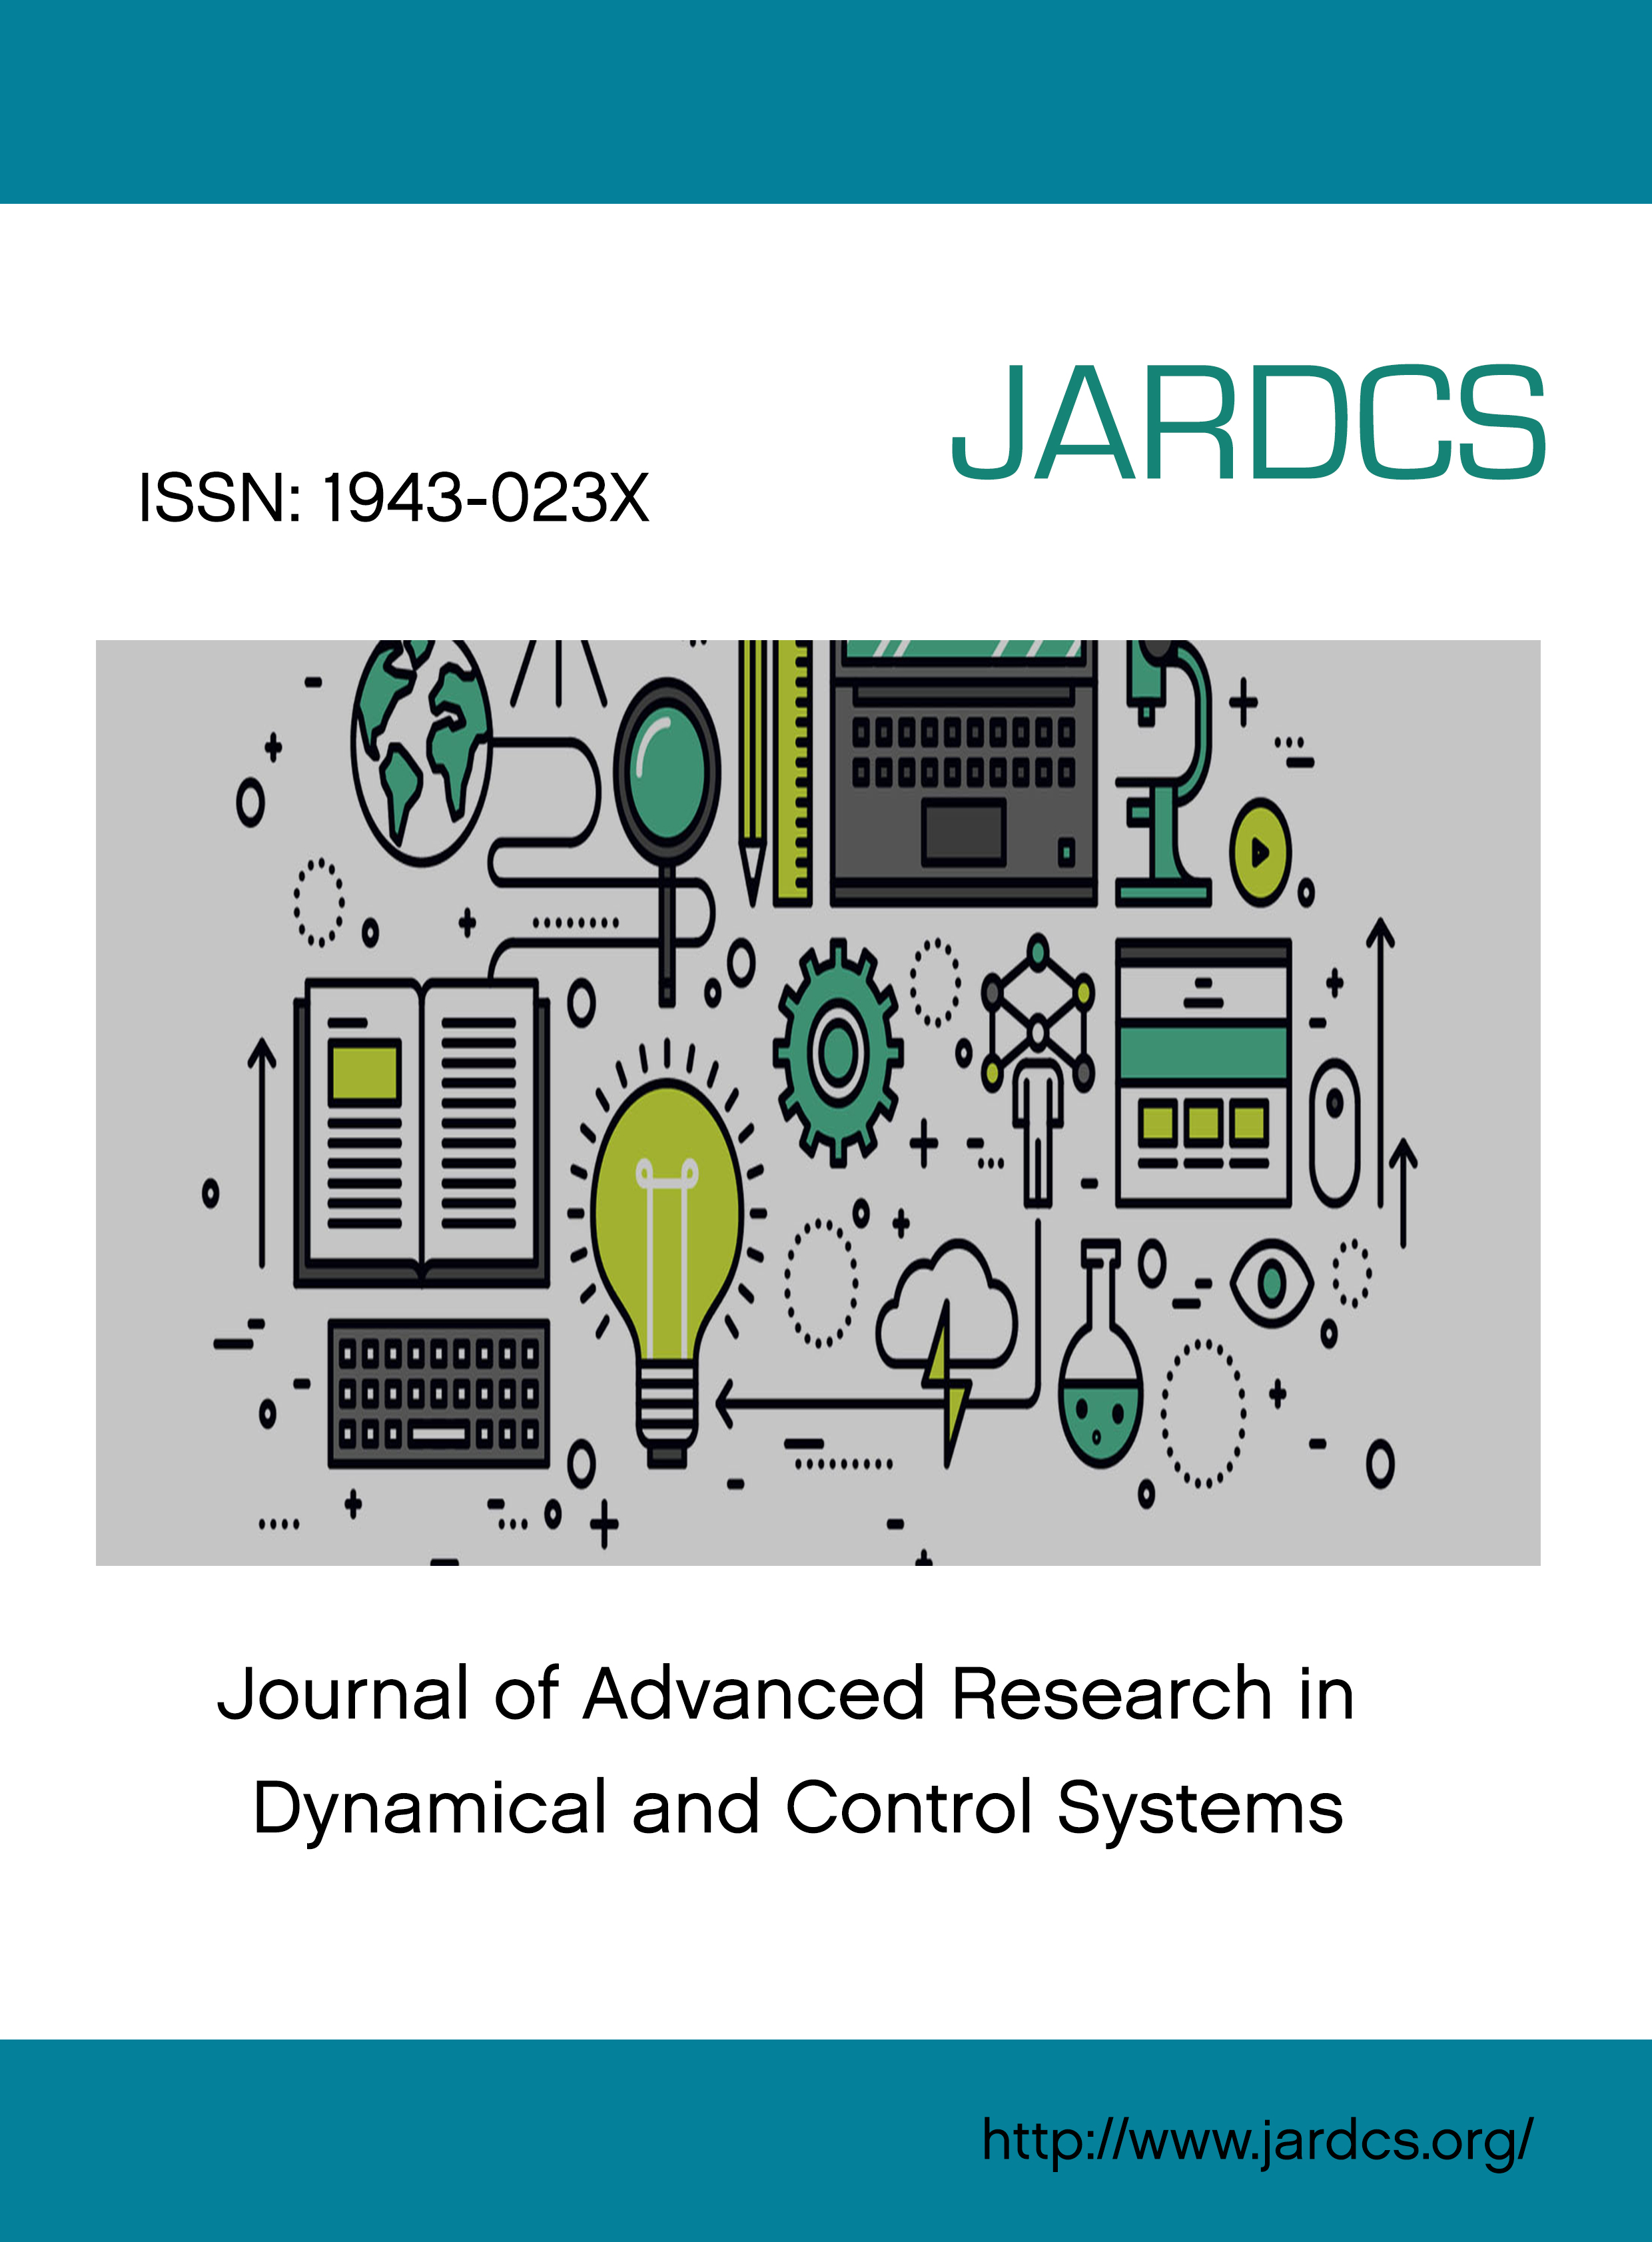 JARDCS
ISSN: 1943-023X
Journal of Advanced Research in
Dynamical and Control Systems
http://www.jardcs.org/